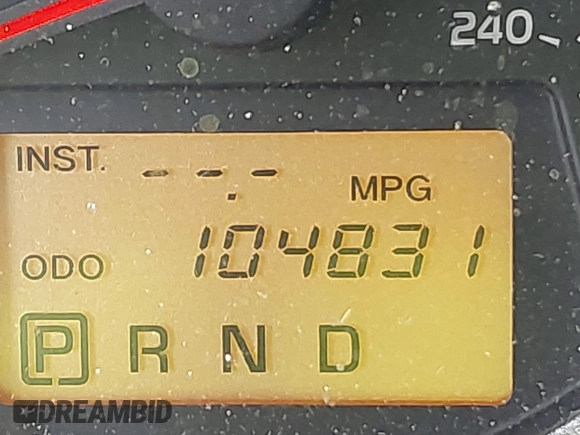 240
INST. --.- MPG
ODO 104831
P R N D
DREAMBID